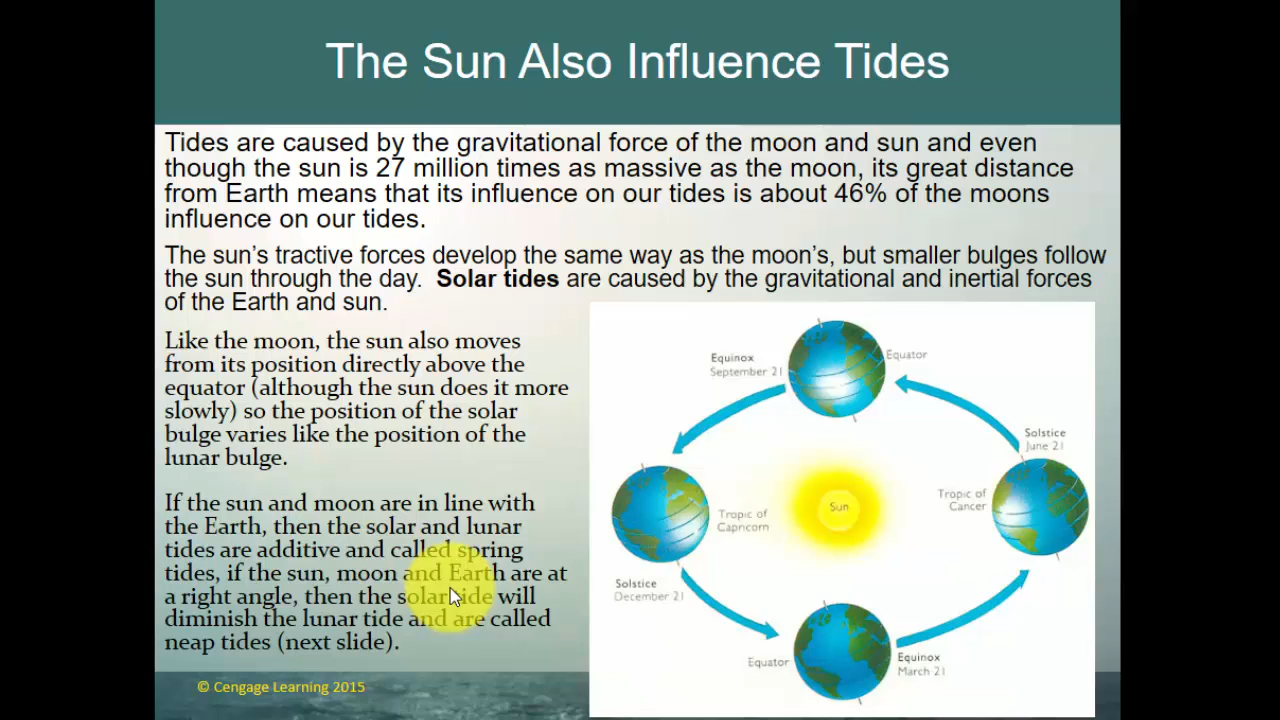 The Sun Also Influence Tides
Tides are caused by the gravitational force of the moon and sun and even
though the sun is 27 million times as massive as the moon, its great distance
from Earth means that its influence on our tides is about 46% of the moons
influence on our tides.
The sun's tractive forces develop the same way as the moon's, but smaller bulges follow
the sun through the day. Solar tides are caused by the gravitational and inertial forces
of the Earth and sun.
Like the moon, the sun also moves
from its position directly above the
equator (although the sun does it more
slowly) so the position of the solar
bulge varies like the position of the
lunar bulge.
If the sun and moon are in line with
the Earth, then the solar and lunar
tides are additive and called spring
tides, if the sun, moon and Earth are at
a right angle, then the solar tide will
diminish the lunar tide and are called
neap tides (next slide).
© Cengage Learning 2015
Equinox
September 21
Equator
Solstice
June 21
Tropic of
Cancer
Sun
Tropic of
Capricorn
Solstice
December 21
Equator
Equinox
March 21